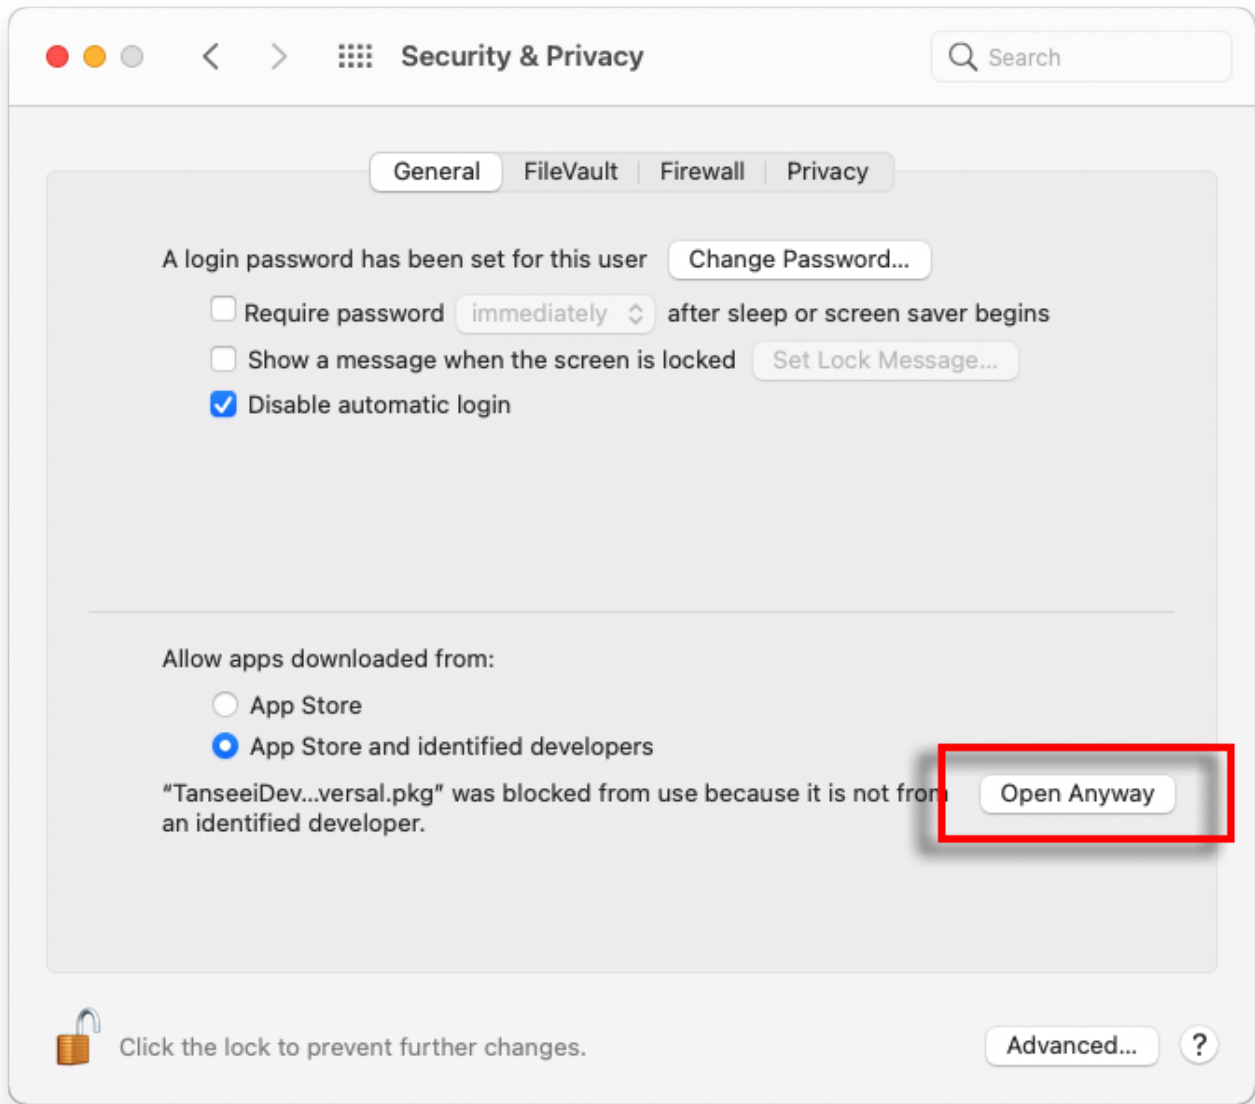 Security & Privacy
Search
General FileVault Firewall Privacy
A login password has been set for this user Change Password...
Require password immediately after sleep or screen saver begins
Show a message when the screen is locked Set Lock Message...
Disable automatic login
Allow apps downloaded from:
App Store
App Store and identified developers
“TanseeiDev...versal.pkg” was blocked from use because it is not from Open Anyway
an identified developer.
Click the lock to prevent further changes. Advanced... ?